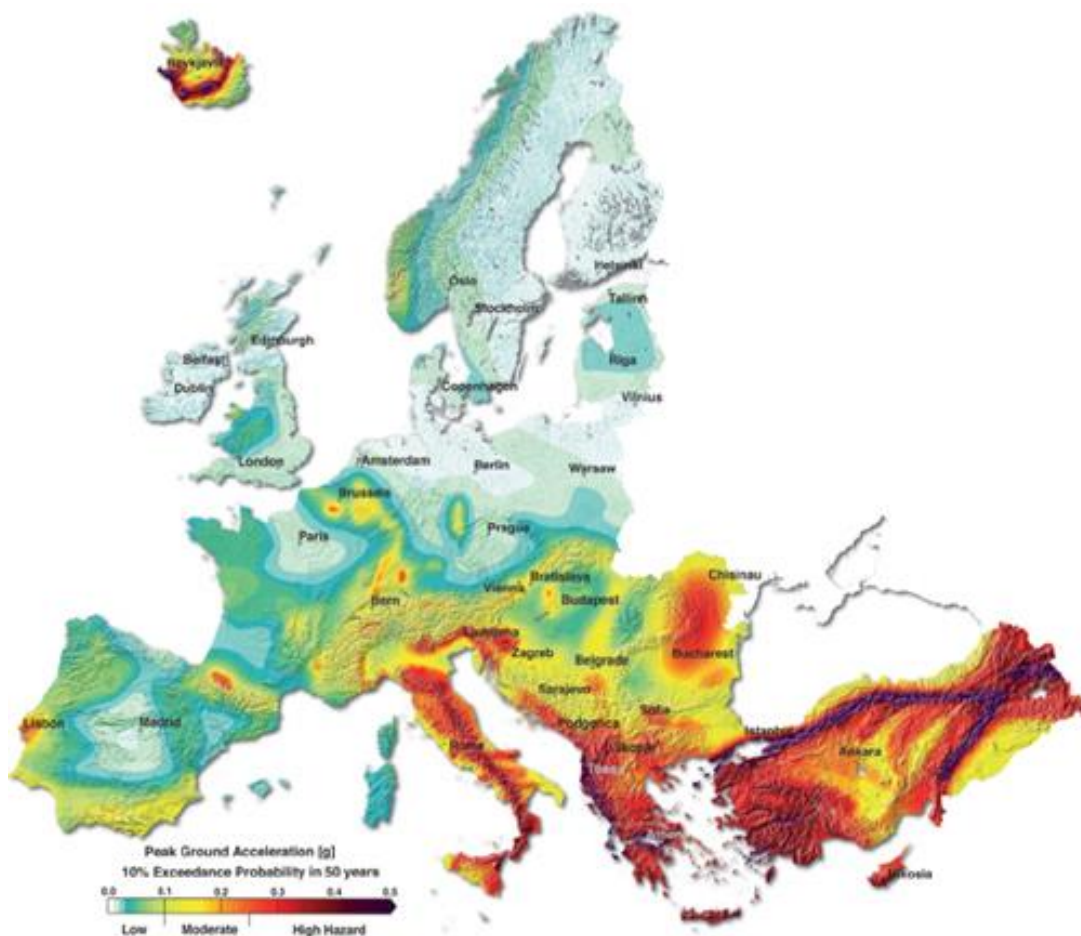 Reykjavik
Oslo
Helsinki
Stockholm
Tallinn
Edinburgh
Riga
Belfast
Copenhagen
Dublin
Vilnius
London
Amsterdam
Berlin
Warsaw
Brussels
Paris
Prague
Chisinau
Vienna
Bratislava
Bern
Budapest
Ljubljana
Zagreb
Belgrade
Bucharest
Sarajevo
Lisbon
Madrid
Podgorica
Sofia
Istanbul
Rome
Skopje
Ankara
Peak Ground Acceleration [g]
10% Exceedance Probability in 50 years
0.0 0.1 0.2 0.3 0.4 0.5
Low Moderate High Hazard